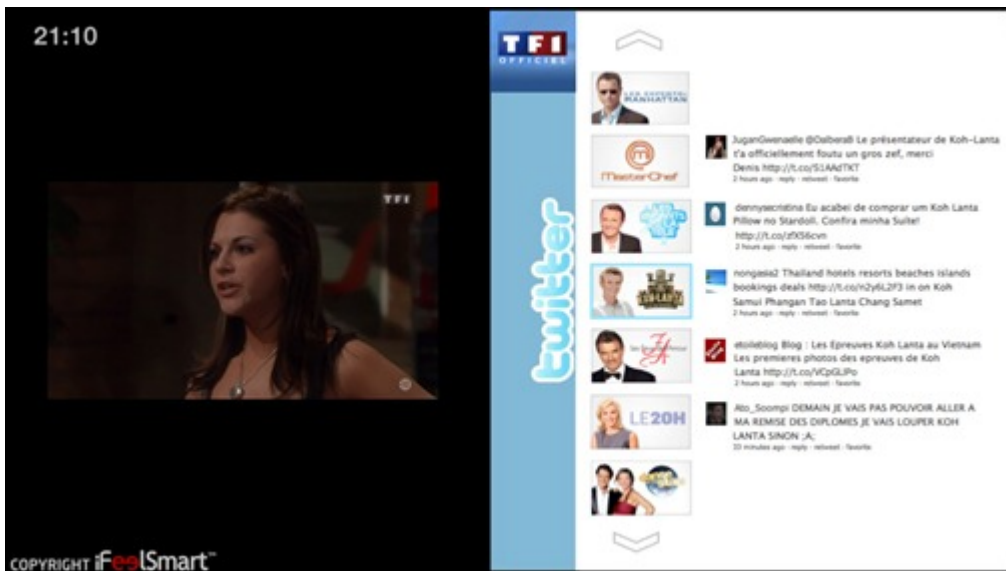 21:10
TF1
COPYRIGHT iFeelSmart™
TF1
OFFICIEL
twitter
LES EXPERTS
MANHATTAN
MasterChef
KOH-LANTA
LE20H
JuganGwenaelle @DalberaB Le présentateur de Koh-Lanta
t'a officiellement foutu un gros zef, merci
Denis http://t.co/S1AAdTKT
2 hours ago · reply · retweet · favorite
dennysecristina Eu acabei de comprar um Koh Lanta
Pillow no Stardoll. Confira minha Suite!
http://t.co/zfX56cvn
2 hours ago · reply · retweet · favorite
nongasia2 Thailand hotels resorts beaches islands
bookings deals http://t.co/n2y6L2F3 in on Koh
Samui Phangan Tao Lanta Chang Samet
2 hours ago · reply · retweet · favorite
etoileblog Blog : Les Epreuves Koh Lanta au Vietnam
Les premieres photos des epreuves de Koh
Lanta http://t.co/VCpGLIPo
2 hours ago · reply · retweet · favorite
Ato_Soompi DEMAIN JE VAIS PAS POUVOIR ALLER A
MA REMISE DES DIPLOMES JE VAIS LOUPER KOH
LANTA SINON ;A;
10 minutes ago · reply · retweet · favorite